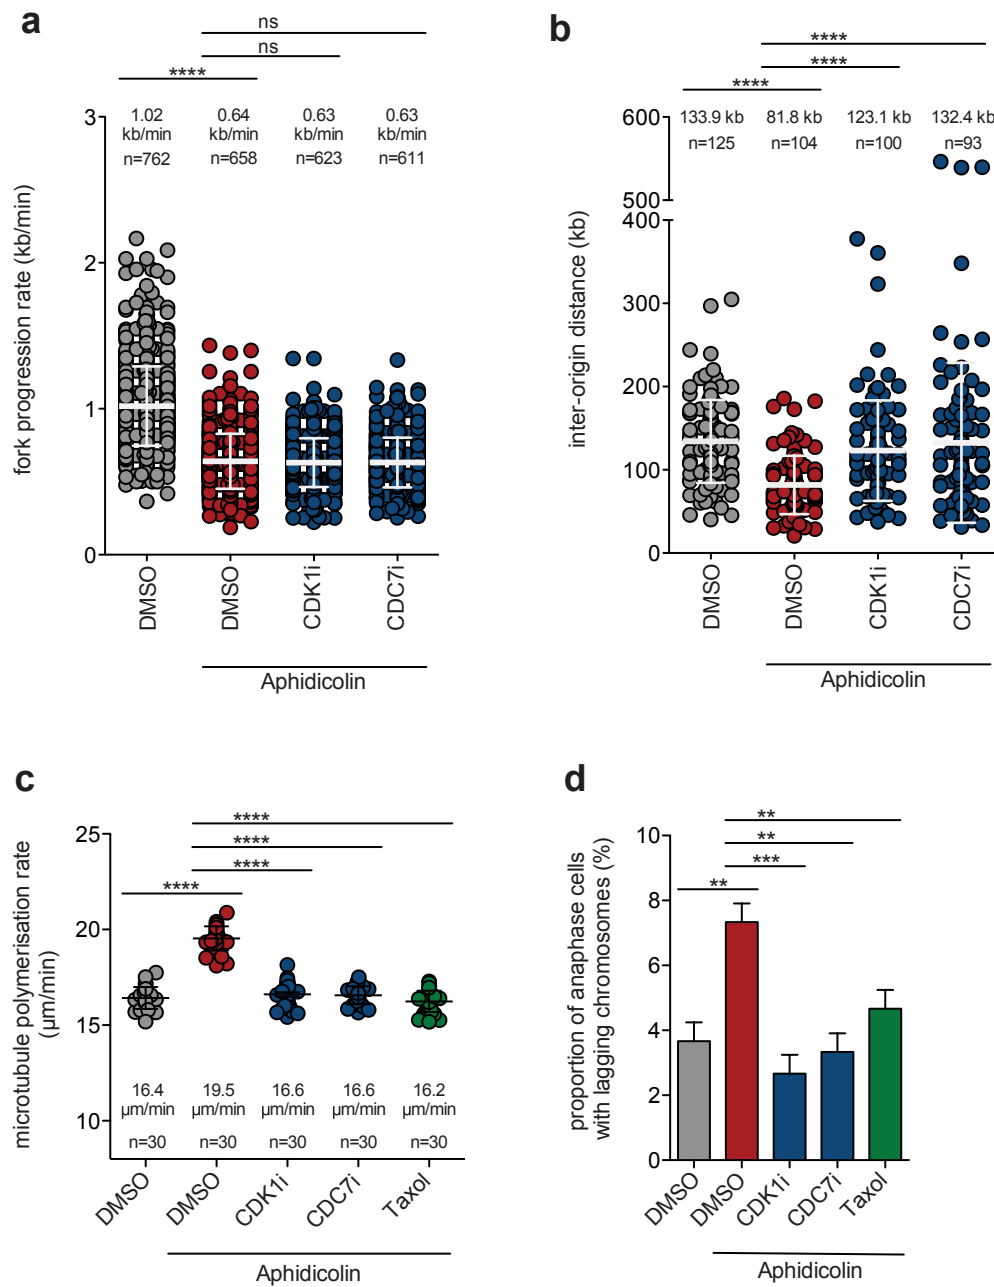 a
ns
ns
****
1.02 kb/min
0.64 kb/min
0.63 kb/min
0.63 kb/min
n=762
n=658
n=623
n=611
fork progression rate (kb/min)
3
2
1
0
DMSO
DMSO
CDK1i
CDC7i
Aphidicolin
b
****
****
****
133.9 kb
81.8 kb
123.1 kb
132.4 kb
n=125
n=104
n=100
n=93
inter-origin distance (kb)
600
500
400
300
200
100
0
DMSO
DMSO
CDK1i
CDC7i
Aphidicolin
c
****
****
****
****
microtubule polymerisation rate
(µm/min)
25
20
15
10
16.4 µm/min
19.5 µm/min
16.6 µm/min
16.6 µm/min
16.2 µm/min
n=30
n=30
n=30
n=30
n=30
DMSO
DMSO
CDK1i
CDC7i
Taxol
Aphidicolin
d
**
**
***
**
proportion of anaphase cells
with lagging chromosomes (%)
10
8
6
4
2
0
DMSO
DMSO
CDK1i
CDC7i
Taxol
Aphidicolin